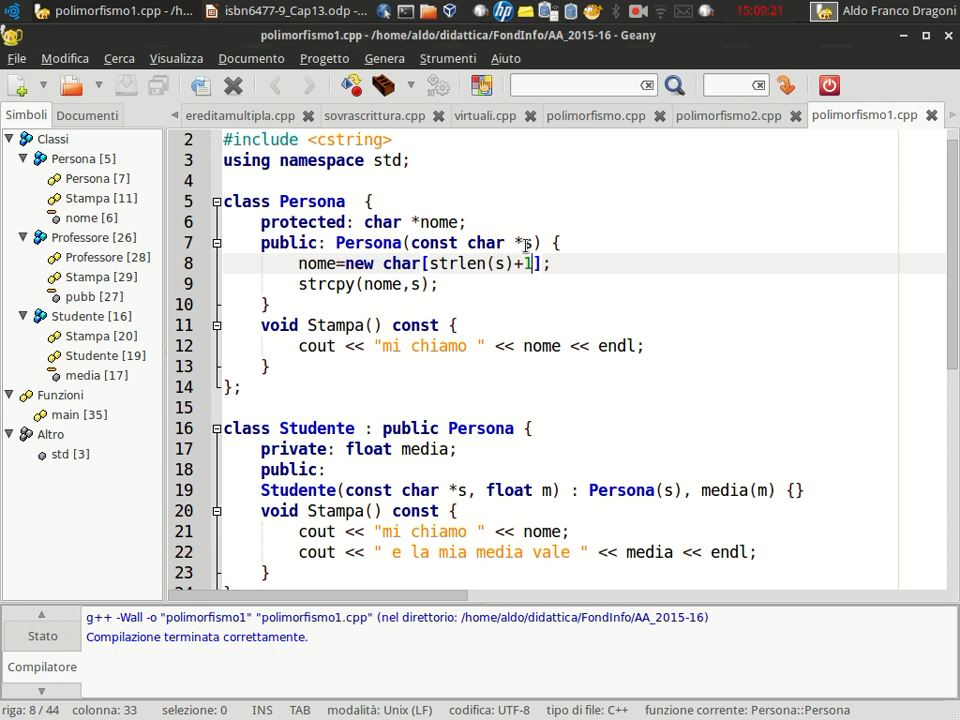 polimorfismo1.cpp - /h...
isbn6477-9_Cap13.odp -...
15:09:21
Aldo Franco Dragoni
polimorfismo1.cpp - /home/aldo/didattica/FondInfo/AA_2015-16 - Geany
File Modifica Cerca Visualizza Documento Progetto Genera Strumenti Aiuto
Simboli Documenti
ereditamultipla.cpp sovrascrittura.cpp virtuali.cpp polimorfismo.cpp polimorfismo2.cpp polimorfismo1.cpp
Classi
Persona [5]
Persona [7]
Stampa [11]
nome [6]
Professore [26]
Professore [28]
Stampa [29]
pubb [27]
Studente [16]
Stampa [20]
Studente [19]
media [17]
Funzioni
main [35]
Altro
std [3]
2 #include <cstring>
3 using namespace std;
4
5 class Persona  {
6 protected: char *nome;
7 public: Persona(const char *s) {
8 nome=new char[strlen(s)+1];
9 strcpy(nome,s);
10 }
11 void Stampa() const {
12 cout << "mi chiamo " << nome << endl;
13 }
14 };
15
16 class Studente : public Persona {
17 private: float media;
18 public:
19 Studente(const char *s, float m) : Persona(s), media(m) {}
20 void Stampa() const {
21 cout << "mi chiamo " << nome;
22 cout << " e la mia media vale " << media << endl;
23 }
Stato
Compilatore
g++ -Wall -o "polimorfismo1" "polimorfismo1.cpp" (nel direttorio: /home/aldo/didattica/FondInfo/AA_2015-16)
Compilazione terminata correttamente.
riga: 8 / 44 colonna: 33 selezione: 0 INS TAB modalità: Unix (LF) codifica: UTF-8 tipo di file: C++ funzione corrente: Persona::Persona